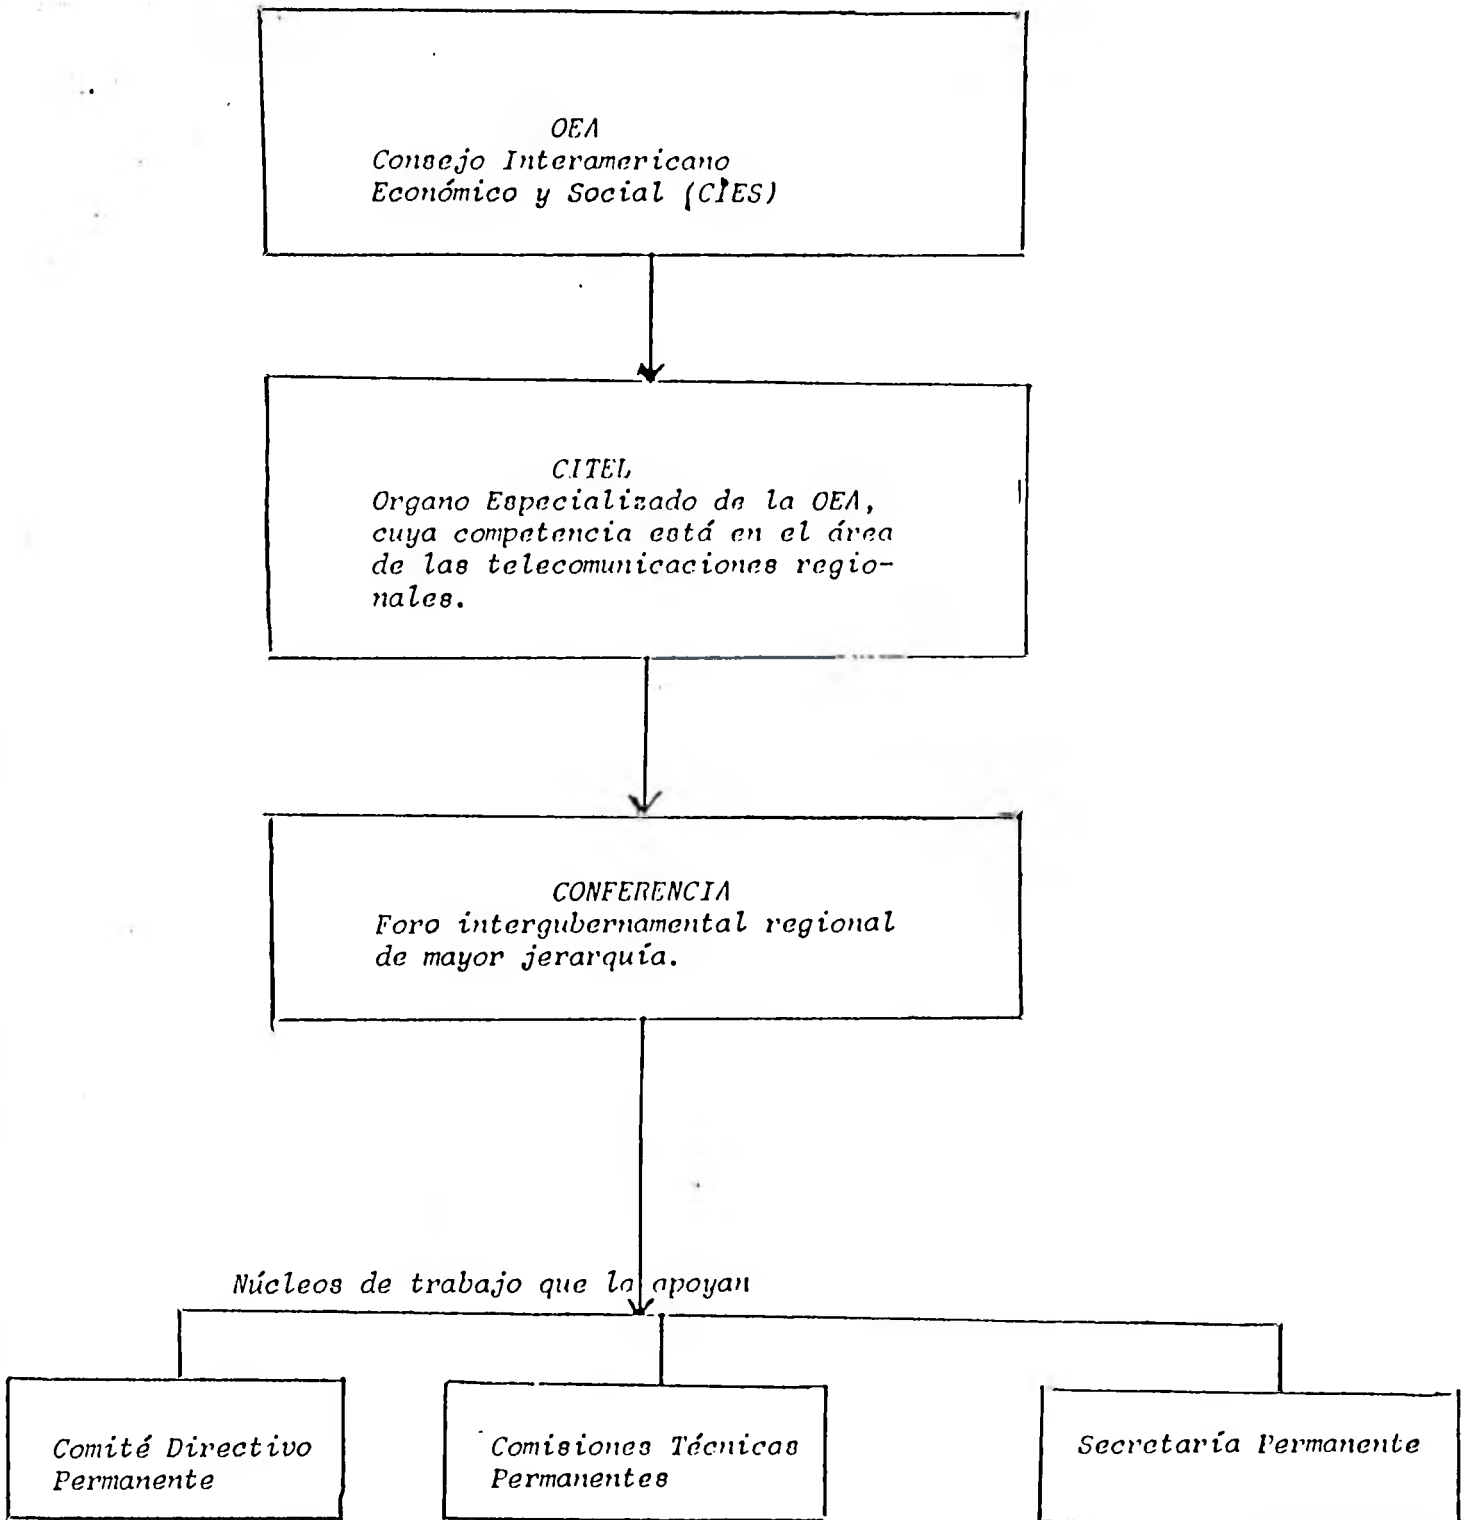 OEA
Consejo Interamericano
Económico y Social (CIES)
CITEL
Organo Especializado de la OEA,
cuya competencia está en el área
de las telecomunicaciones regio-
nales.
CONFERENCIA
Foro intergubernamental regional
de mayor jerarquía.
Núcleos de trabajo que la apoyan
Comité Directivo
Permanente
Comisiones Técnicas
Permanentes
Secretaría Permanente